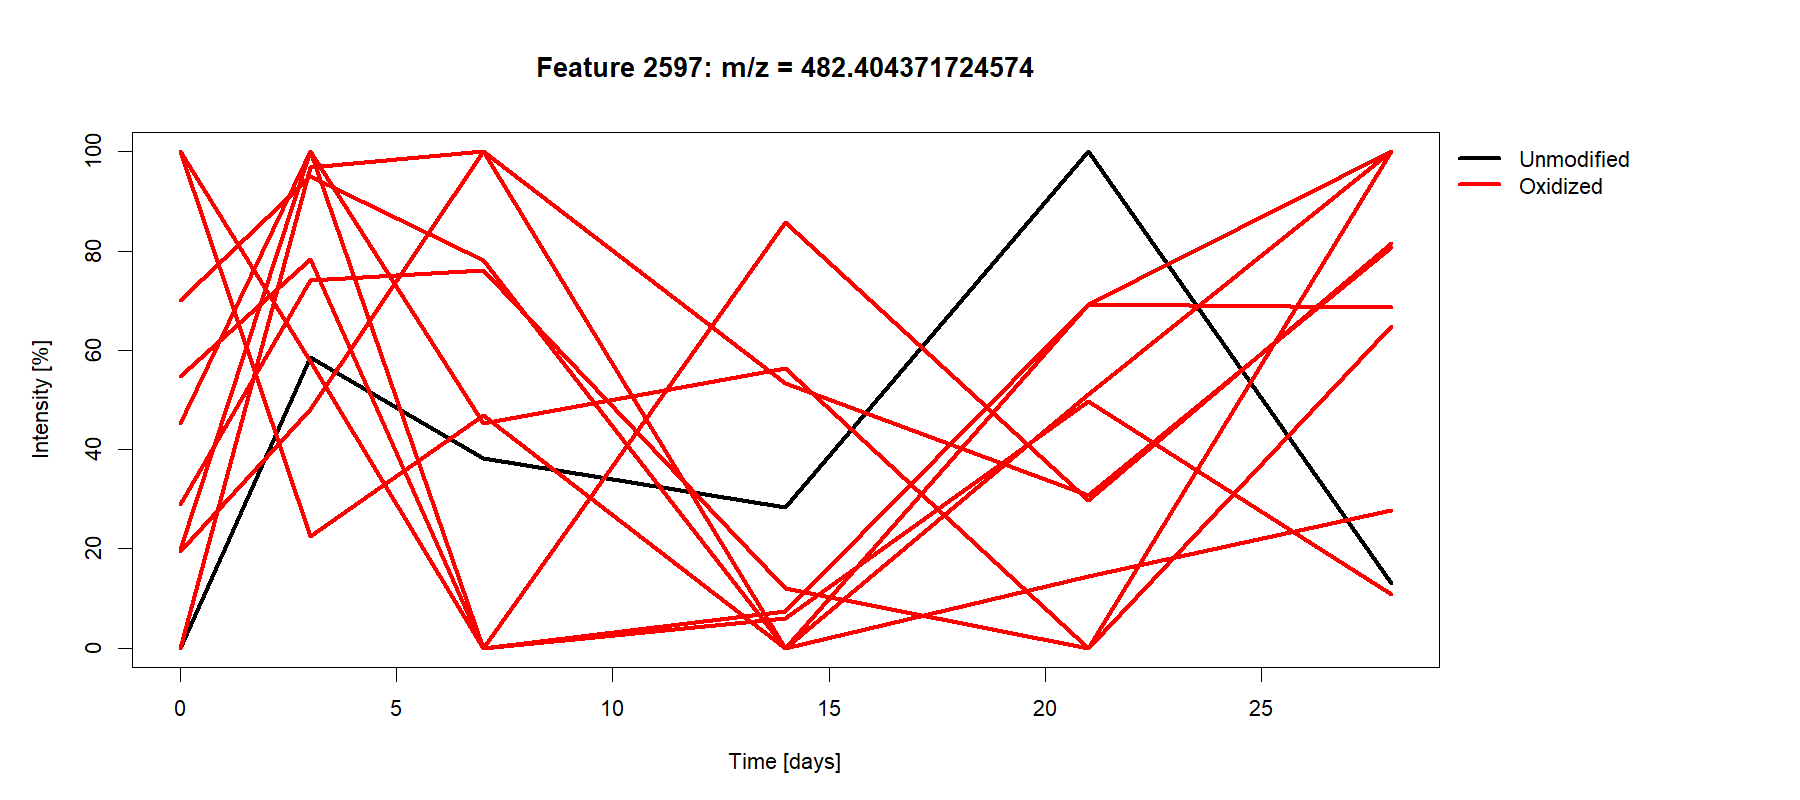 Feature 2597: m/z = 482.404371724574
Unmodified
Oxidized
Intensity [%]
100
80
60
40
20
0
0 5 10 15 20 25
Time [days]